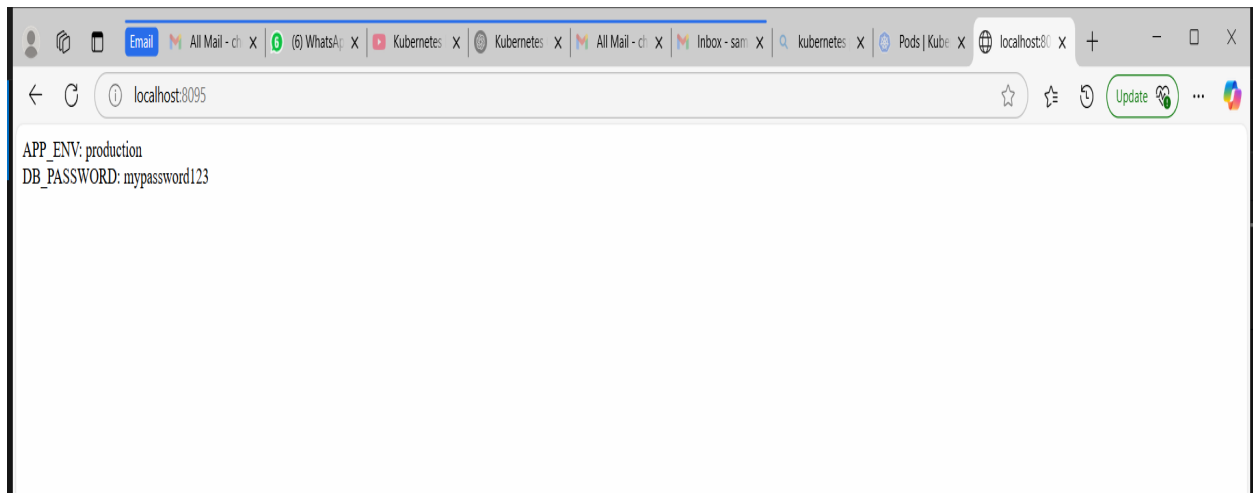 Email
All Mail - ch
6
(6) WhatsAp
Kubernetes
Kubernetes
All Mail - ch
Inbox - sam
kubernetes
Pods | Kube
localhost:80
localhost:8095
Update
APP_ENV: production
DB_PASSWORD: mypassword123